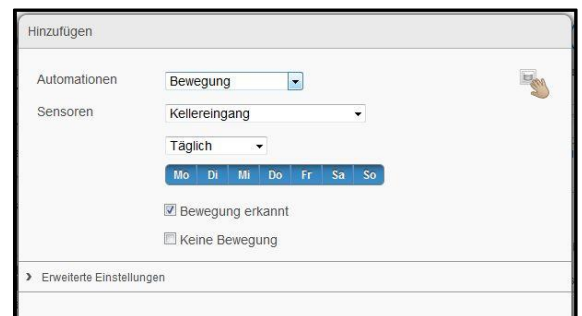 Hinzufügen
Automationen Bewegung
Sensoren Kellereingang
Täglich
Mo Di Mi Do Fr Sa So
Bewegung erkannt
Keine Bewegung
Erweiterte Einstellungen